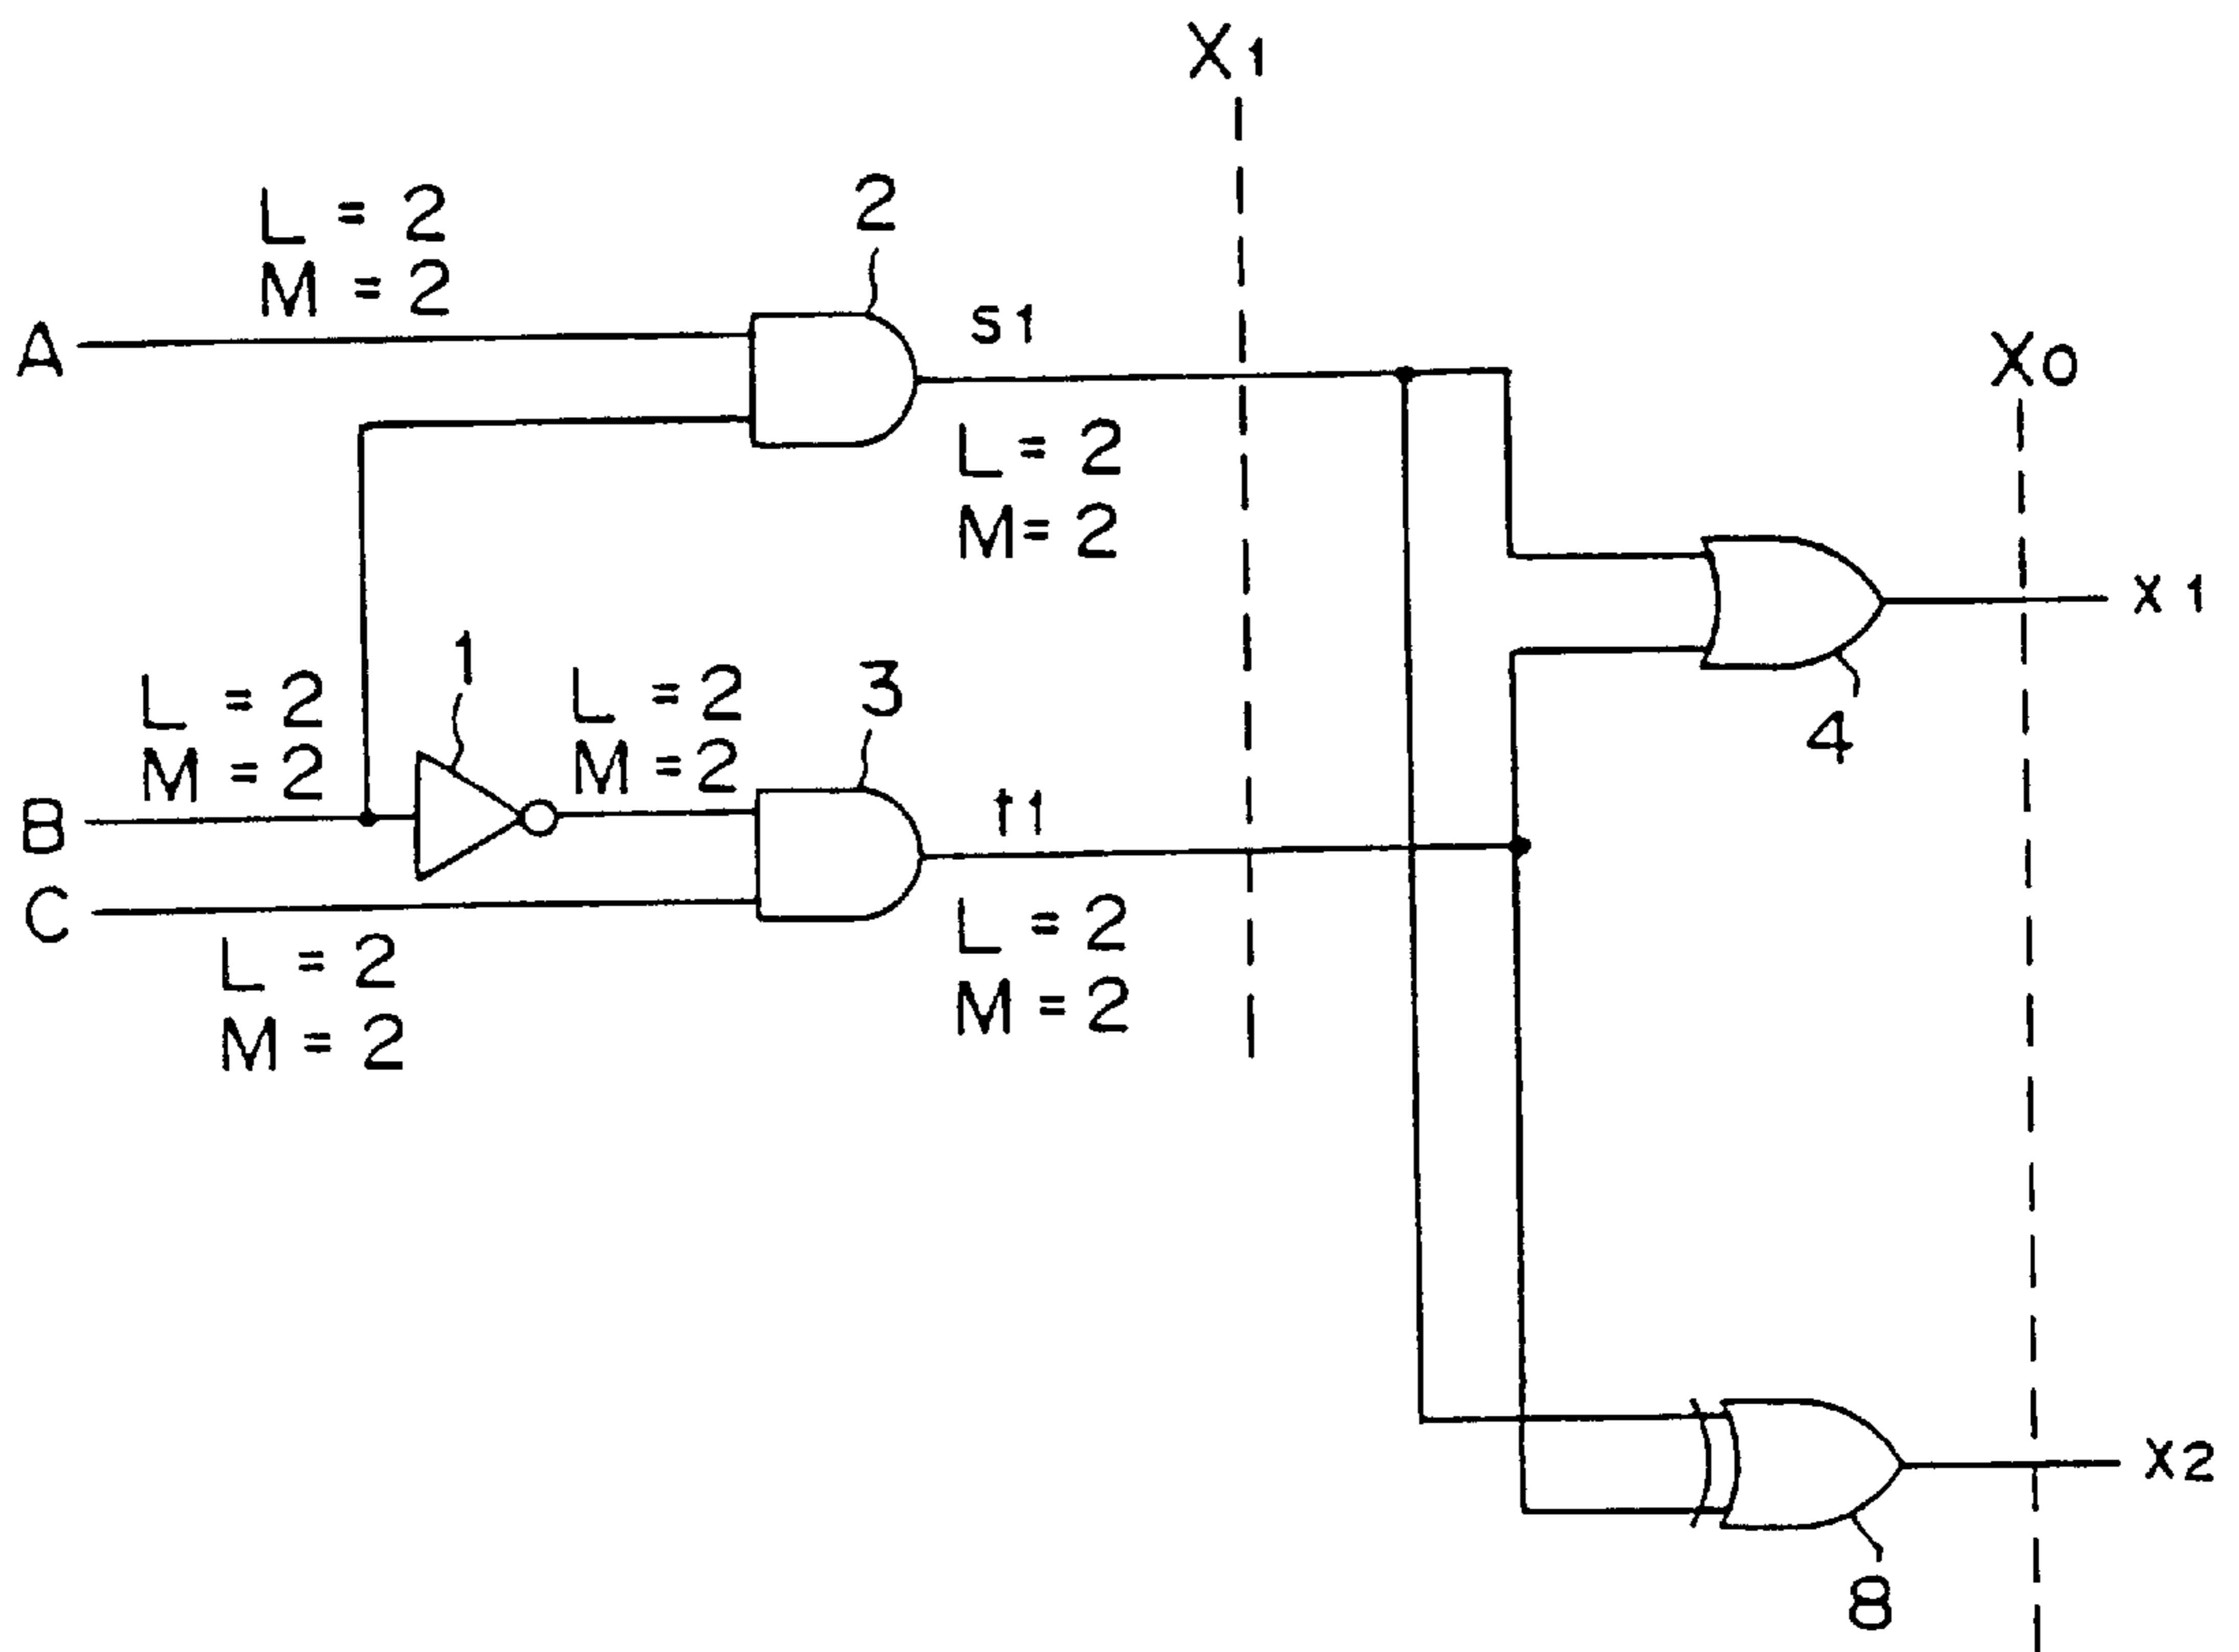 X1
L = 2
M = 2
2
s1
A
X0
L = 2
M = 2
x1
1
L = 2
M = 2
L = 2
M = 2
3
4
t1
B
C
L = 2
M = 2
L = 2
M = 2
x2
8